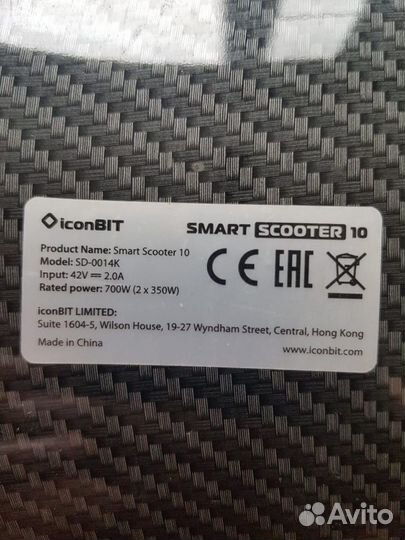 iconBIT
SMART SCOOTER 10
Product Name: Smart Scooter 10
Model: SD-0014K
Input: 42V⎓2.0A
Rated power: 700W (2 x 350W)
CE EAC
iconBIT LIMITED:
Suite 1604-5, Wilson House, 19-27 Wyndham Street, Central, Hong Kong
Made in China
www.iconbit.com
Avito